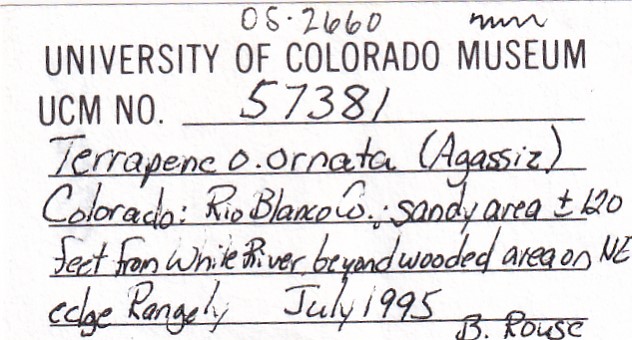 OS-2660
UNIVERSITY OF COLORADO MUSEUM
UCM NO. 57381
Terrapene o. ornata (Agassiz)
Colorado: Rio Blanco Co.; sandy area ± 120
feet from White River beyond wooded area on NE
edge Rangely July 1995
B. Rouse